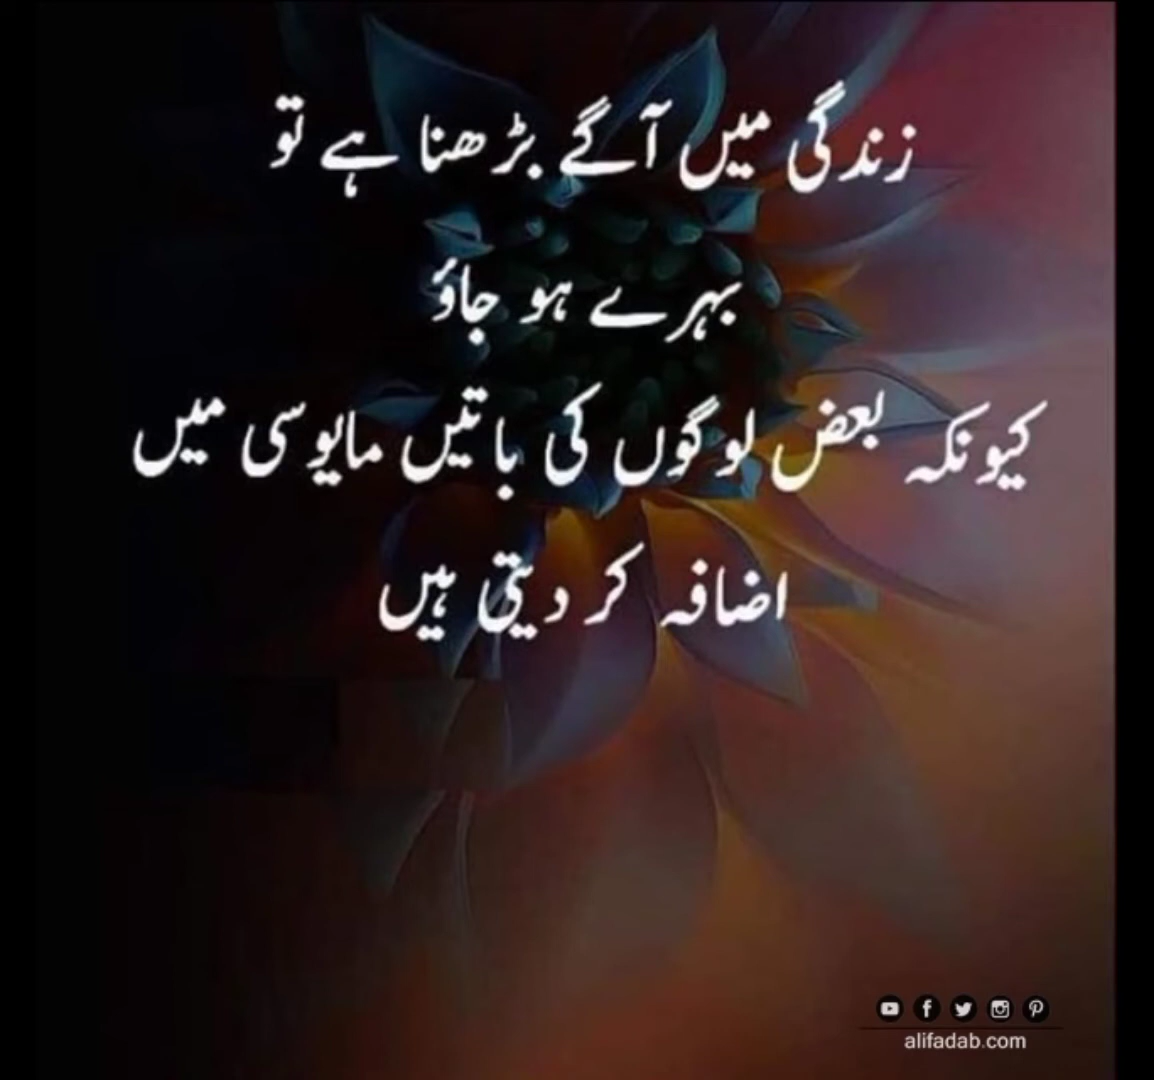 زندگی میں آگے بڑھنا ہے تو
بہرے ہو جاؤ
کیونکہ بعض لوگوں کی باتیں مایوسی میں
اضافہ کر دیتی ہیں
alifadab.com